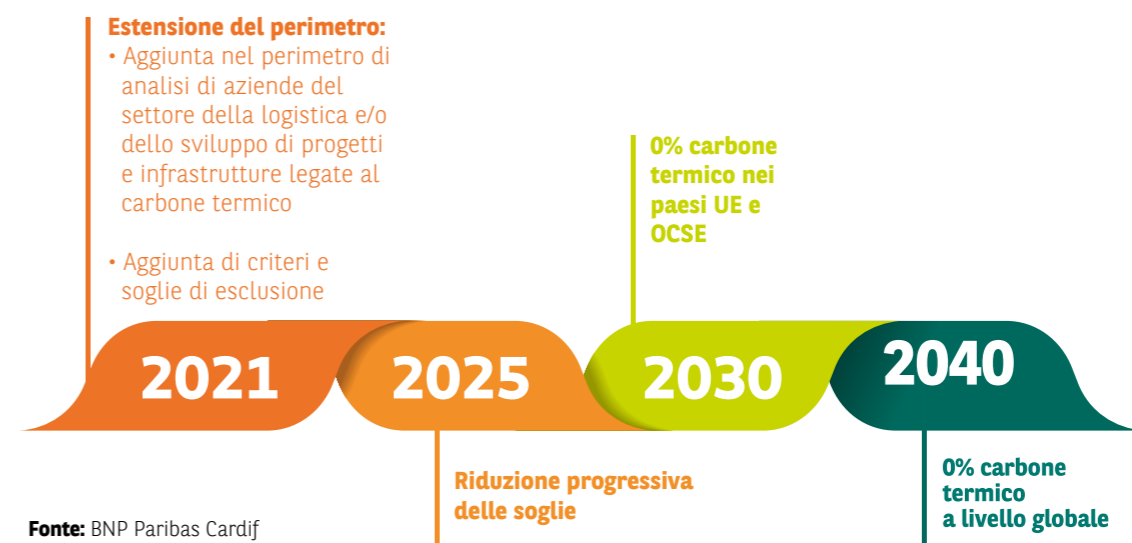 Estensione del perimetro:
• Aggiunta nel perimetro di
analisi di aziende del
settore della logistica e/o
dello sviluppo di progetti
e infrastrutture legate al
carbone termico
• Aggiunta di criteri e
soglie di esclusione
0% carbone
termico nei
paesi UE e
OCSE
2021
2025
2030
2040
Riduzione progressiva
delle soglie
0% carbone
termico
a livello globale
Fonte: BNP Paribas Cardif